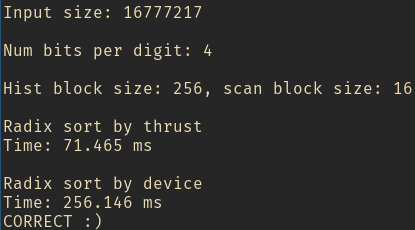 Input size: 16777217
Num bits per digit: 4
Hist block size: 256, scan block size: 16
Radix sort by thrust
Time: 71.465 ms
Radix sort by device
Time: 256.146 ms
CORRECT :)